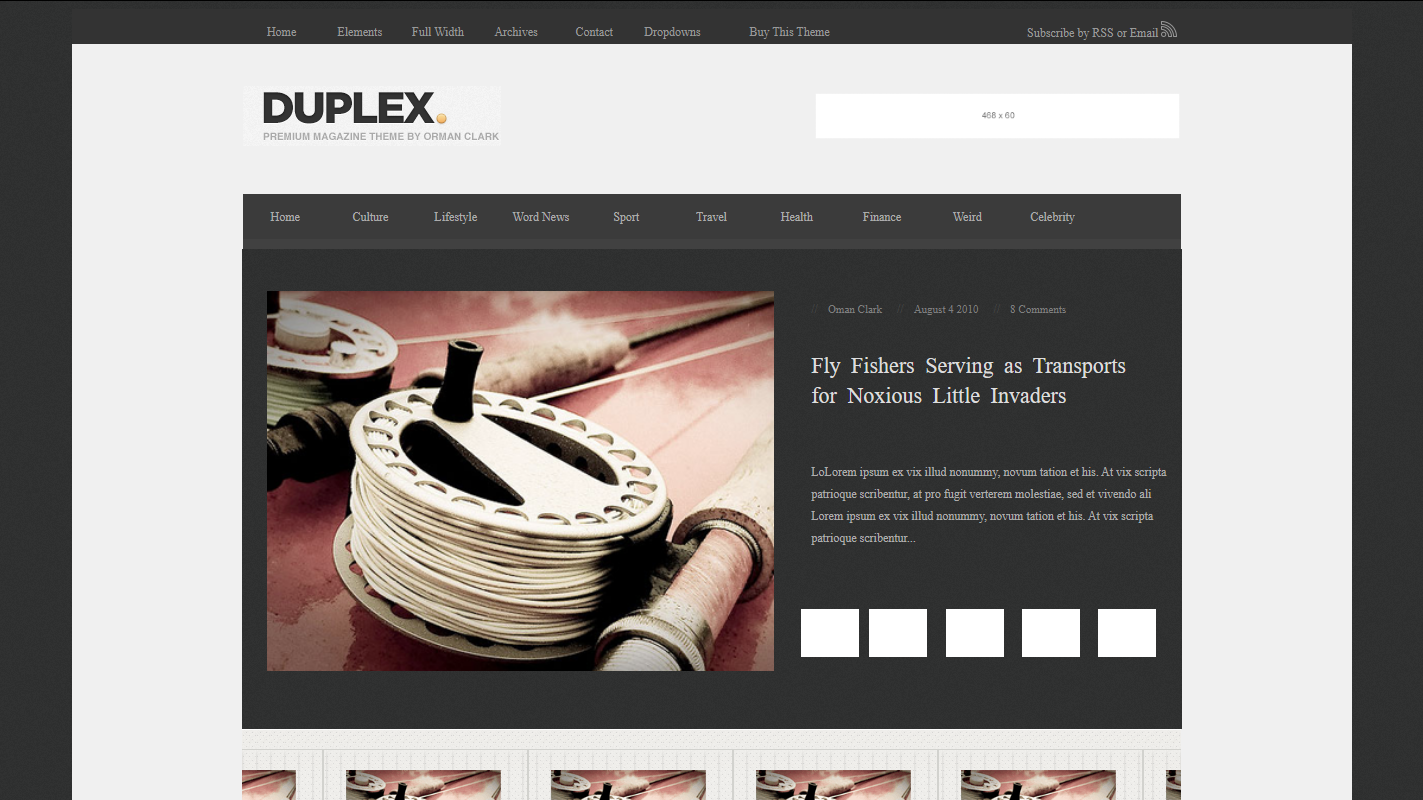 Home Elements Full Width Archives Contact Dropdowns Buy This Theme Subscribe by RSS or Email
DUPLEX.
PREMIUM MAGAZINE THEME BY ORMAN CLARK
468 x 60
Home Culture Lifestyle Word News Sport Travel Health Finance Weird Celebrity
// Oman Clark // August 4 2010 // 8 Comments
Fly Fishers Serving as Transports
for Noxious Little Invaders
LoLorem ipsum ex vix illud nonummy, novum tation et his. At vix scripta
patrioque scribentur, at pro fugit verterem molestiae, sed et vivendo ali
Lorem ipsum ex vix illud nonummy, novum tation et his. At vix scripta
patrioque scribentur...